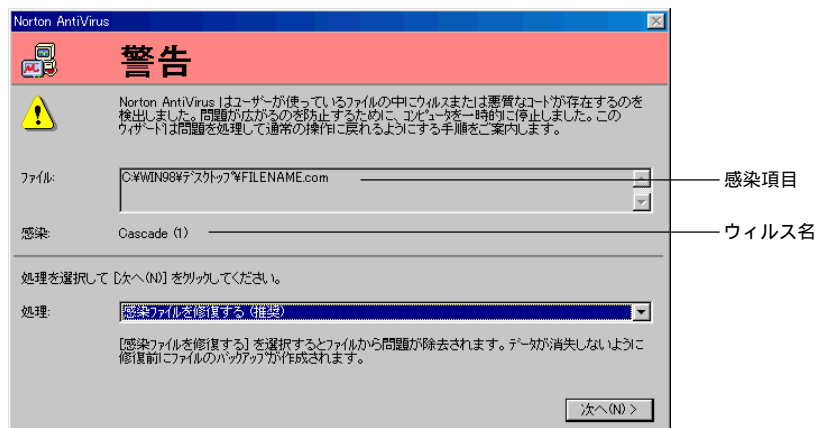 Norton AntiVirus
警告
Norton AntiVirus はユーザーが使っているファイルの中にウィルスまたは悪質なコードが存在するのを
検出しました。問題が広がるのを防止するために、コンピュータを一時的に停止しました。この
ウィザードは問題を処理して通常の操作に戻れるようにする手順をご案内します。
ファイル:
C:¥WIN98¥デスクトップ¥FILENAME.com
感染項目
感染:
Cascade (1)
ウィルス名
処理を選択して [次へ(N)] をクリックしてください。
処理:
感染ファイルを修復する (推奨)
[感染ファイルを修復する] を選択するとファイルから問題が除去されます。データが消失しないように
修復前にファイルのバックアップが作成されます。
次へ(N) >